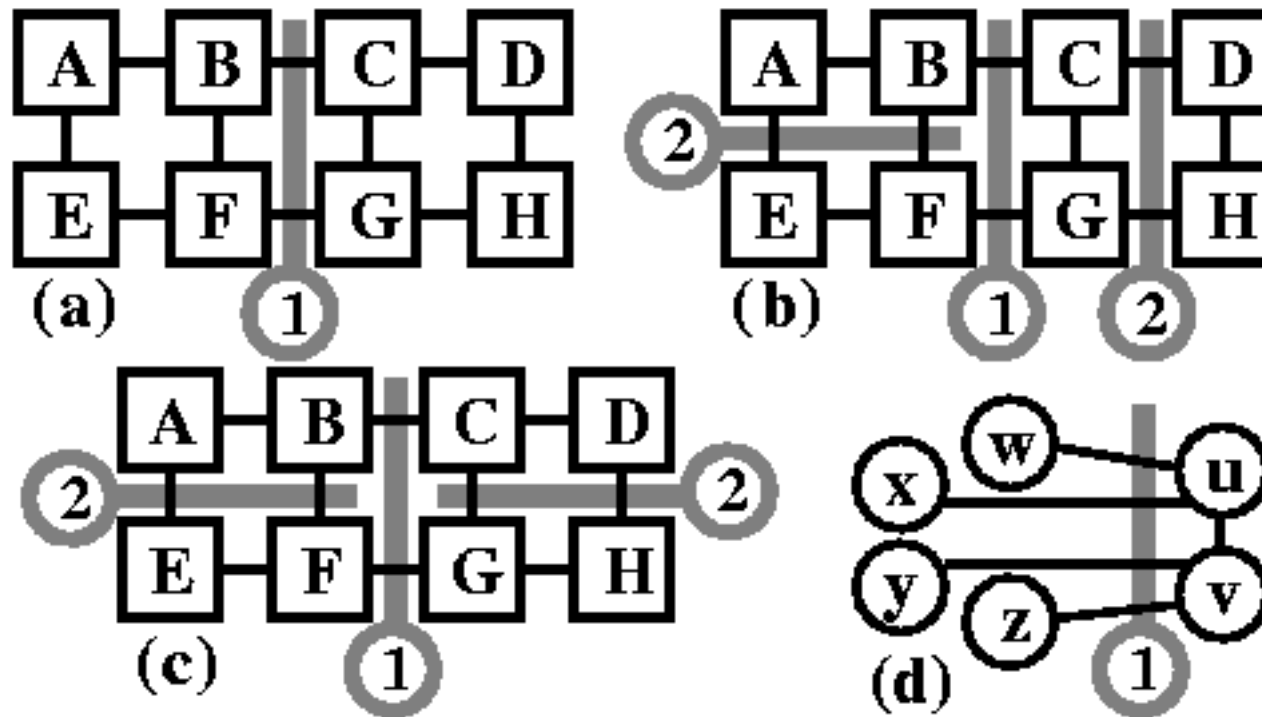 A B C D
E F G H
(a) 1
A B C D
2
E F G H
(b) 1 2
A B C D
2 2
E F G H
(c) 1
w
x u
y v
z
(d) 1